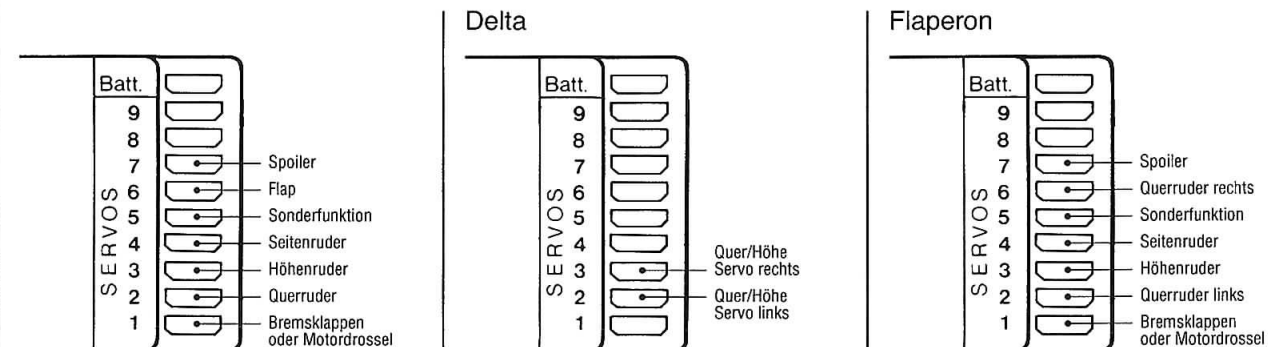 Batt.
9
8
7 Spoiler
6 Flap
5 Sonderfunktion
4 Seitenruder
3 Höhenruder
2 Querruder
1 Bremsklappen
oder Motordrossel
SERVOS
Delta
Batt.
9
8
7
6
5
4
3 Quer/Höhe
Servo rechts
2 Quer/Höhe
Servo links
1
SERVOS
Flaperon
Batt.
9
8
7 Spoiler
6 Querruder rechts
5 Sonderfunktion
4 Seitenruder
3 Höhenruder
2 Querruder links
1 Bremsklappen
oder Motordrossel
SERVOS